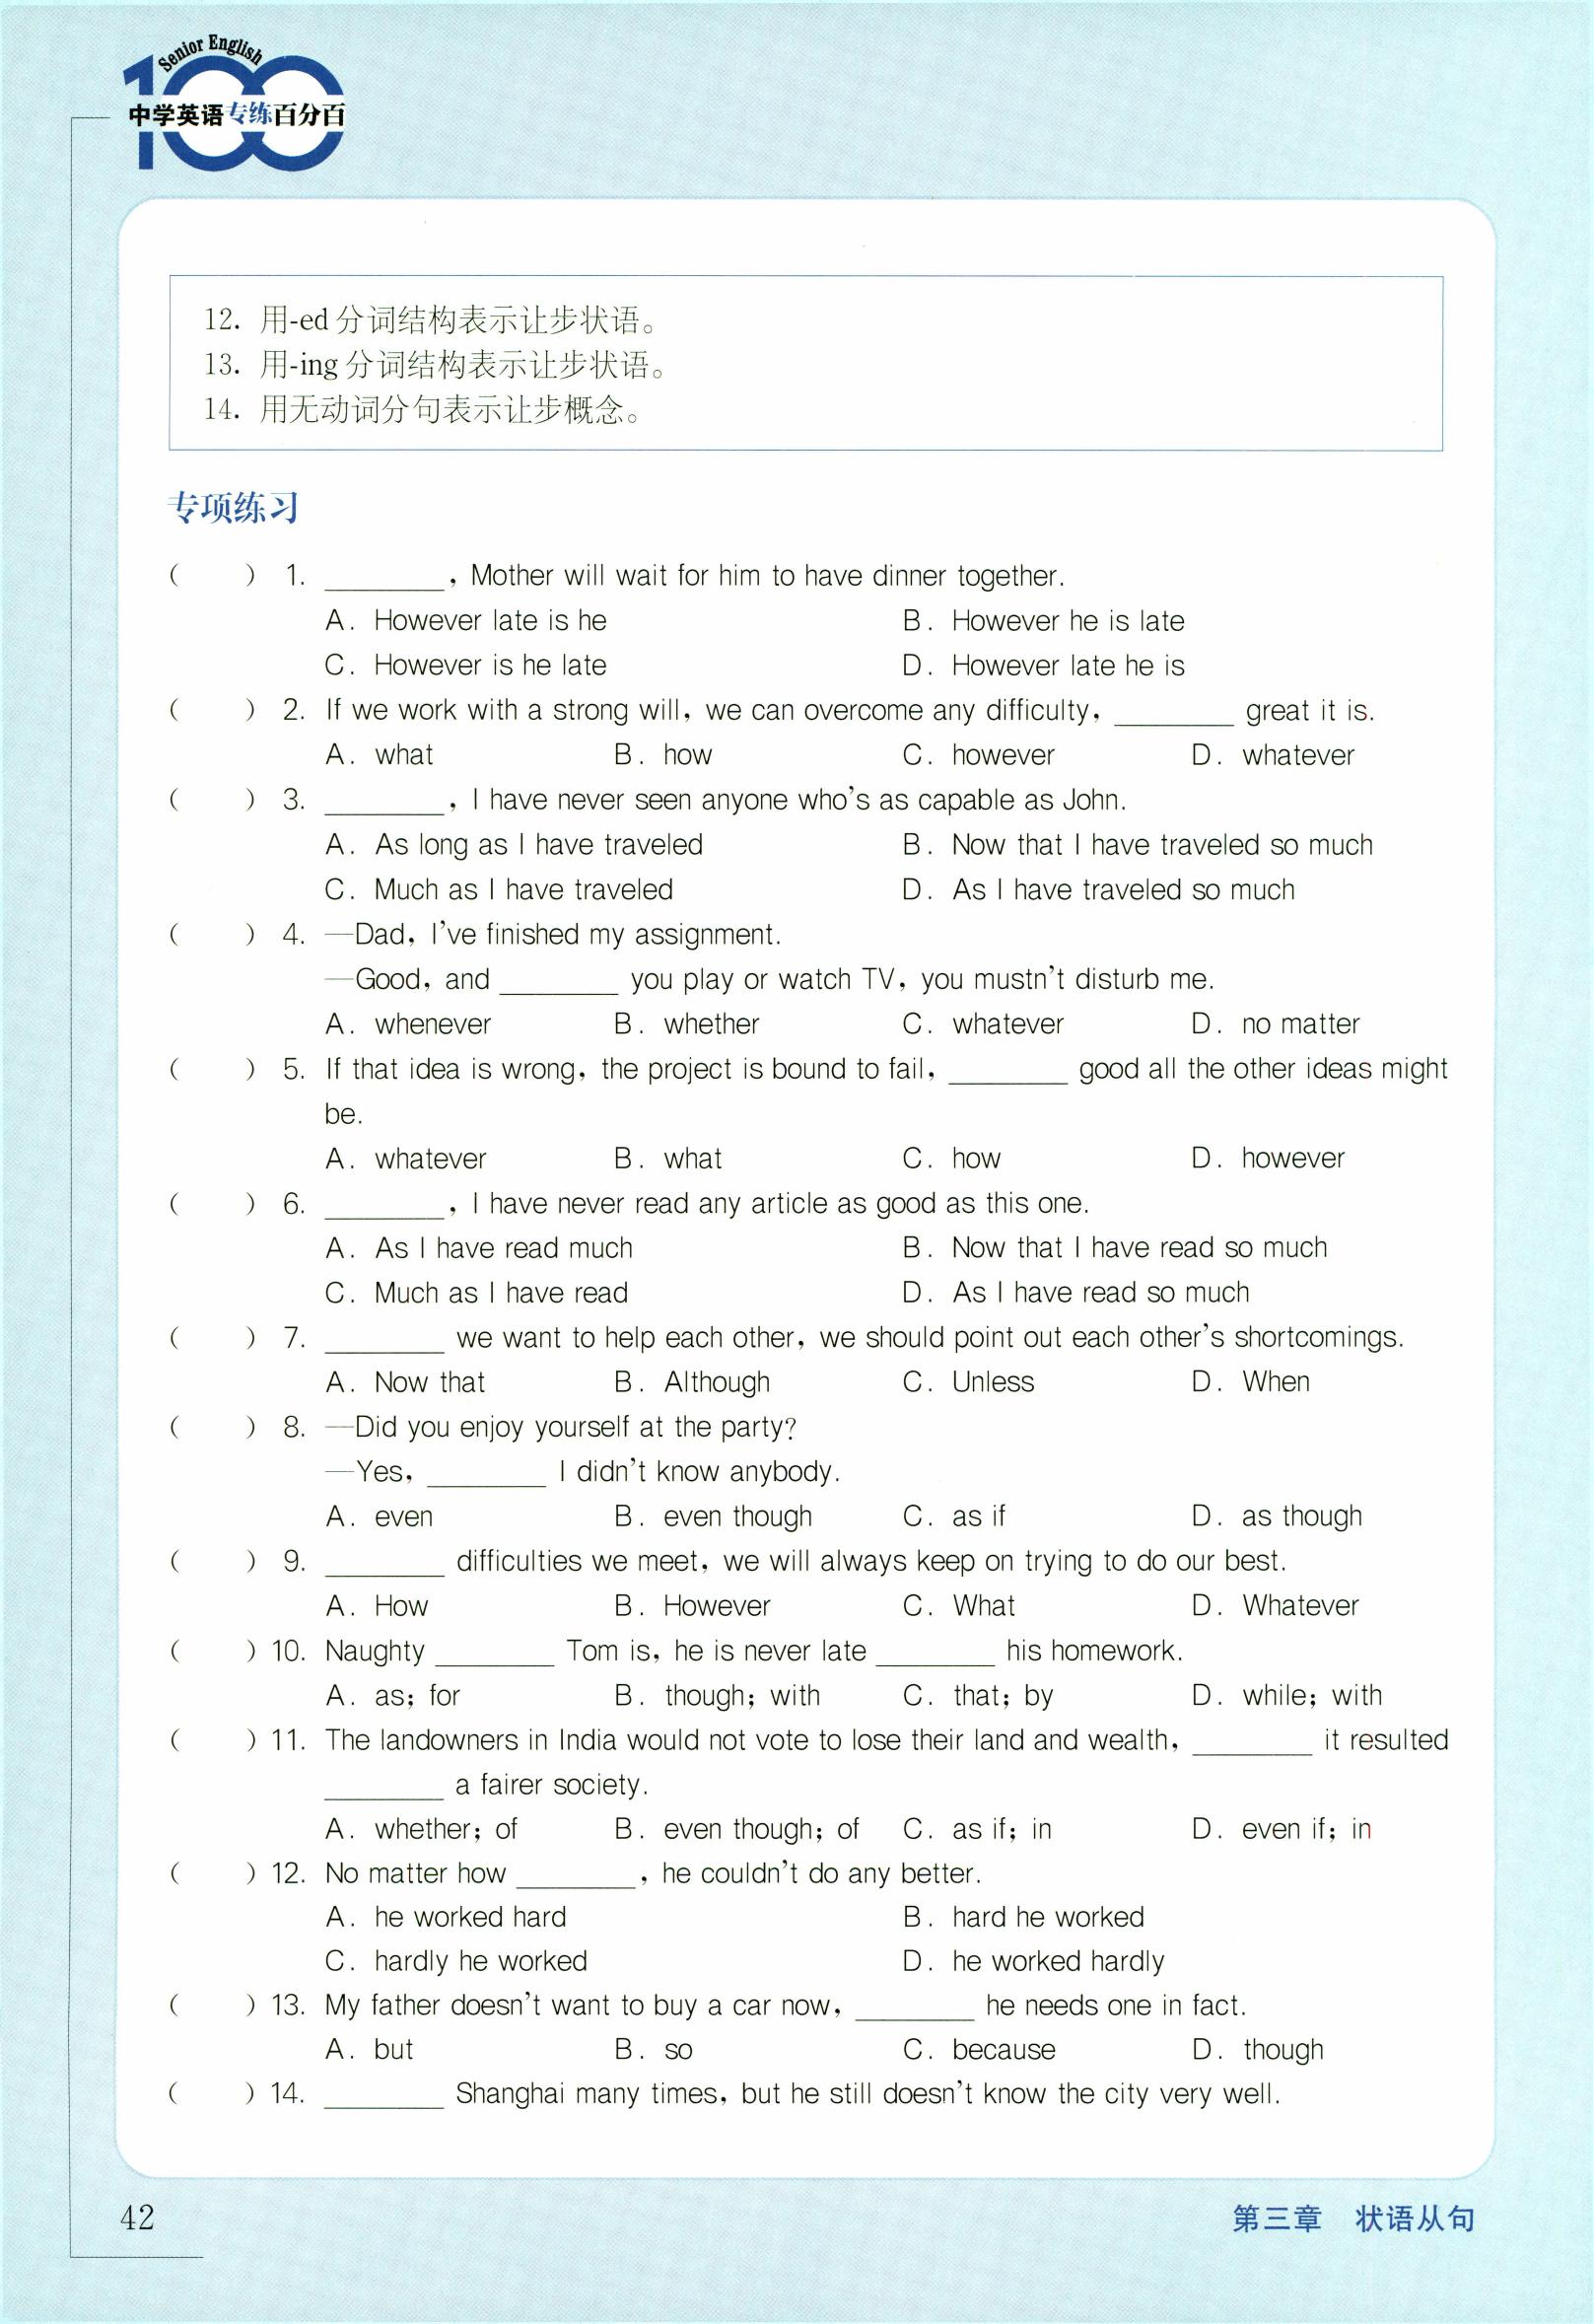 Senior English
100
中学英语专练百分百
12. 用-ed分词结构表示让步状语。
13. 用-ing分词结构表示让步状语。
14. 用无动词分句表示让步概念。
专项练习
(　　) 1. ________, Mother will wait for him to have dinner together.
A. However late is he　　B. However he is late
C. However is he late　　D. However late he is
(　　) 2. If we work with a strong will, we can overcome any difficulty, ________ great it is.
A. what　　B. how　　C. however　　D. whatever
(　　) 3. ________, I have never seen anyone who's as capable as John.
A. As long as I have traveled　　B. Now that I have traveled so much
C. Much as I have traveled　　D. As I have traveled so much
(　　) 4. —Dad, I've finished my assignment.
—Good, and ________ you play or watch TV, you mustn't disturb me.
A. whenever　　B. whether　　C. whatever　　D. no matter
(　　) 5. If that idea is wrong, the project is bound to fail, ________ good all the other ideas might
be.
A. whatever　　B. what　　C. how　　D. however
(　　) 6. ________, I have never read any article as good as this one.
A. As I have read much　　B. Now that I have read so much
C. Much as I have read　　D. As I have read so much
(　　) 7. ________ we want to help each other, we should point out each other's shortcomings.
A. Now that　　B. Although　　C. Unless　　D. When
(　　) 8. —Did you enjoy yourself at the party?
—Yes, ________ I didn't know anybody.
A. even　　B. even though　　C. as if　　D. as though
(　　) 9. ________ difficulties we meet, we will always keep on trying to do our best.
A. How　　B. However　　C. What　　D. Whatever
(　　) 10. Naughty ________ Tom is, he is never late ________ his homework.
A. as; for　　B. though; with　　C. that; by　　D. while; with
(　　) 11. The landowners in India would not vote to lose their land and wealth, ________ it resulted
________ a fairer society.
A. whether; of　　B. even though; of　　C. as if; in　　D. even if; in
(　　) 12. No matter how ________, he couldn't do any better.
A. he worked hard　　B. hard he worked
C. hardly he worked　　D. he worked hardly
(　　) 13. My father doesn't want to buy a car now, ________ he needs one in fact.
A. but　　B. so　　C. because　　D. though
(　　) 14. ________ Shanghai many times, but he still doesn't know the city very well.
42　　第三章　状语从句